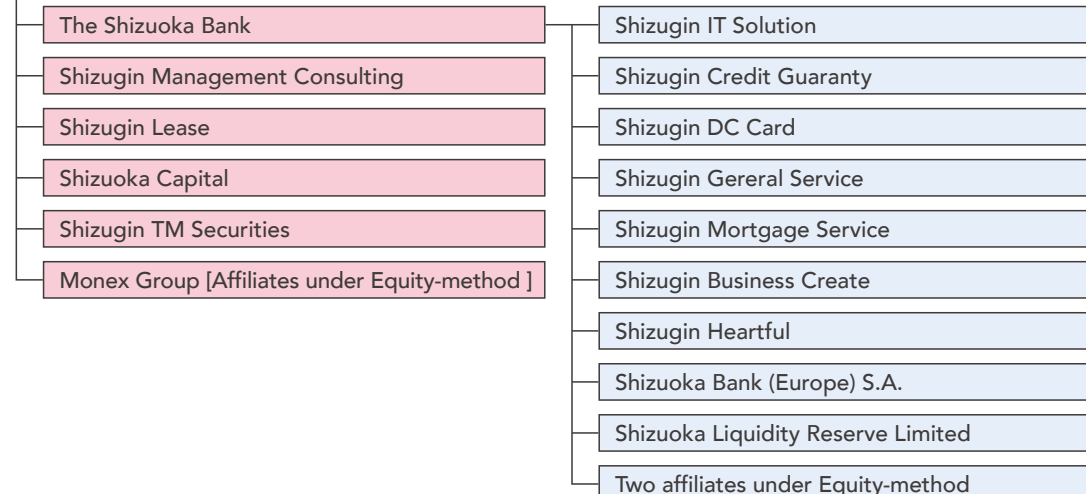 The Shizuoka Bank
Shizugin Management Consulting
Shizugin Lease
Shizuoka Capital
Shizugin TM Securities
Monex Group [Affiliates under Equity-method ]
Shizugin IT Solution
Shizugin Credit Guaranty
Shizugin DC Card
Shizugin Gereral Service
Shizugin Mortgage Service
Shizugin Business Create
Shizugin Heartful
Shizuoka Bank (Europe) S.A.
Shizuoka Liquidity Reserve Limited
Two affiliates under Equity-method